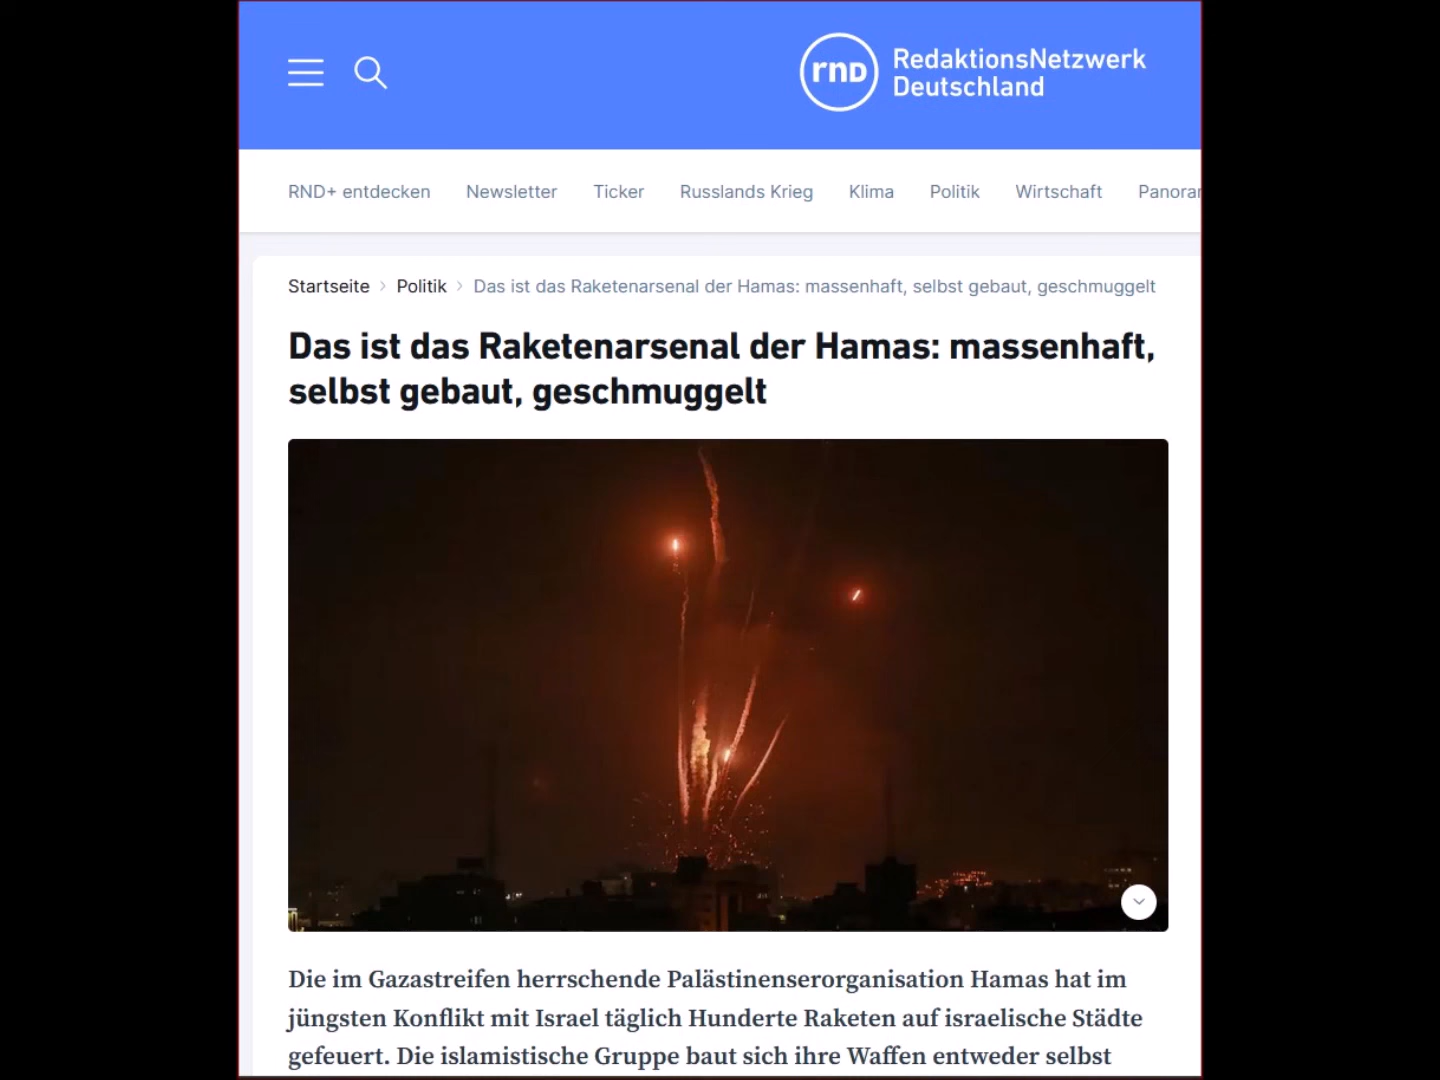 rnd RedaktionsNetzwerk
Deutschland
RND+ entdecken Newsletter Ticker Russlands Krieg Klima Politik Wirtschaft Panorar
Startseite > Politik > Das ist das Raketenarsenal der Hamas: massenhaft, selbst gebaut, geschmuggelt
Das ist das Raketenarsenal der Hamas: massenhaft,
selbst gebaut, geschmuggelt
Die im Gazastreifen herrschende Palästinenserorganisation Hamas hat im
jüngsten Konflikt mit Israel täglich Hunderte Raketen auf israelische Städte
gefeuert. Die islamistische Gruppe baut sich ihre Waffen entweder selbst